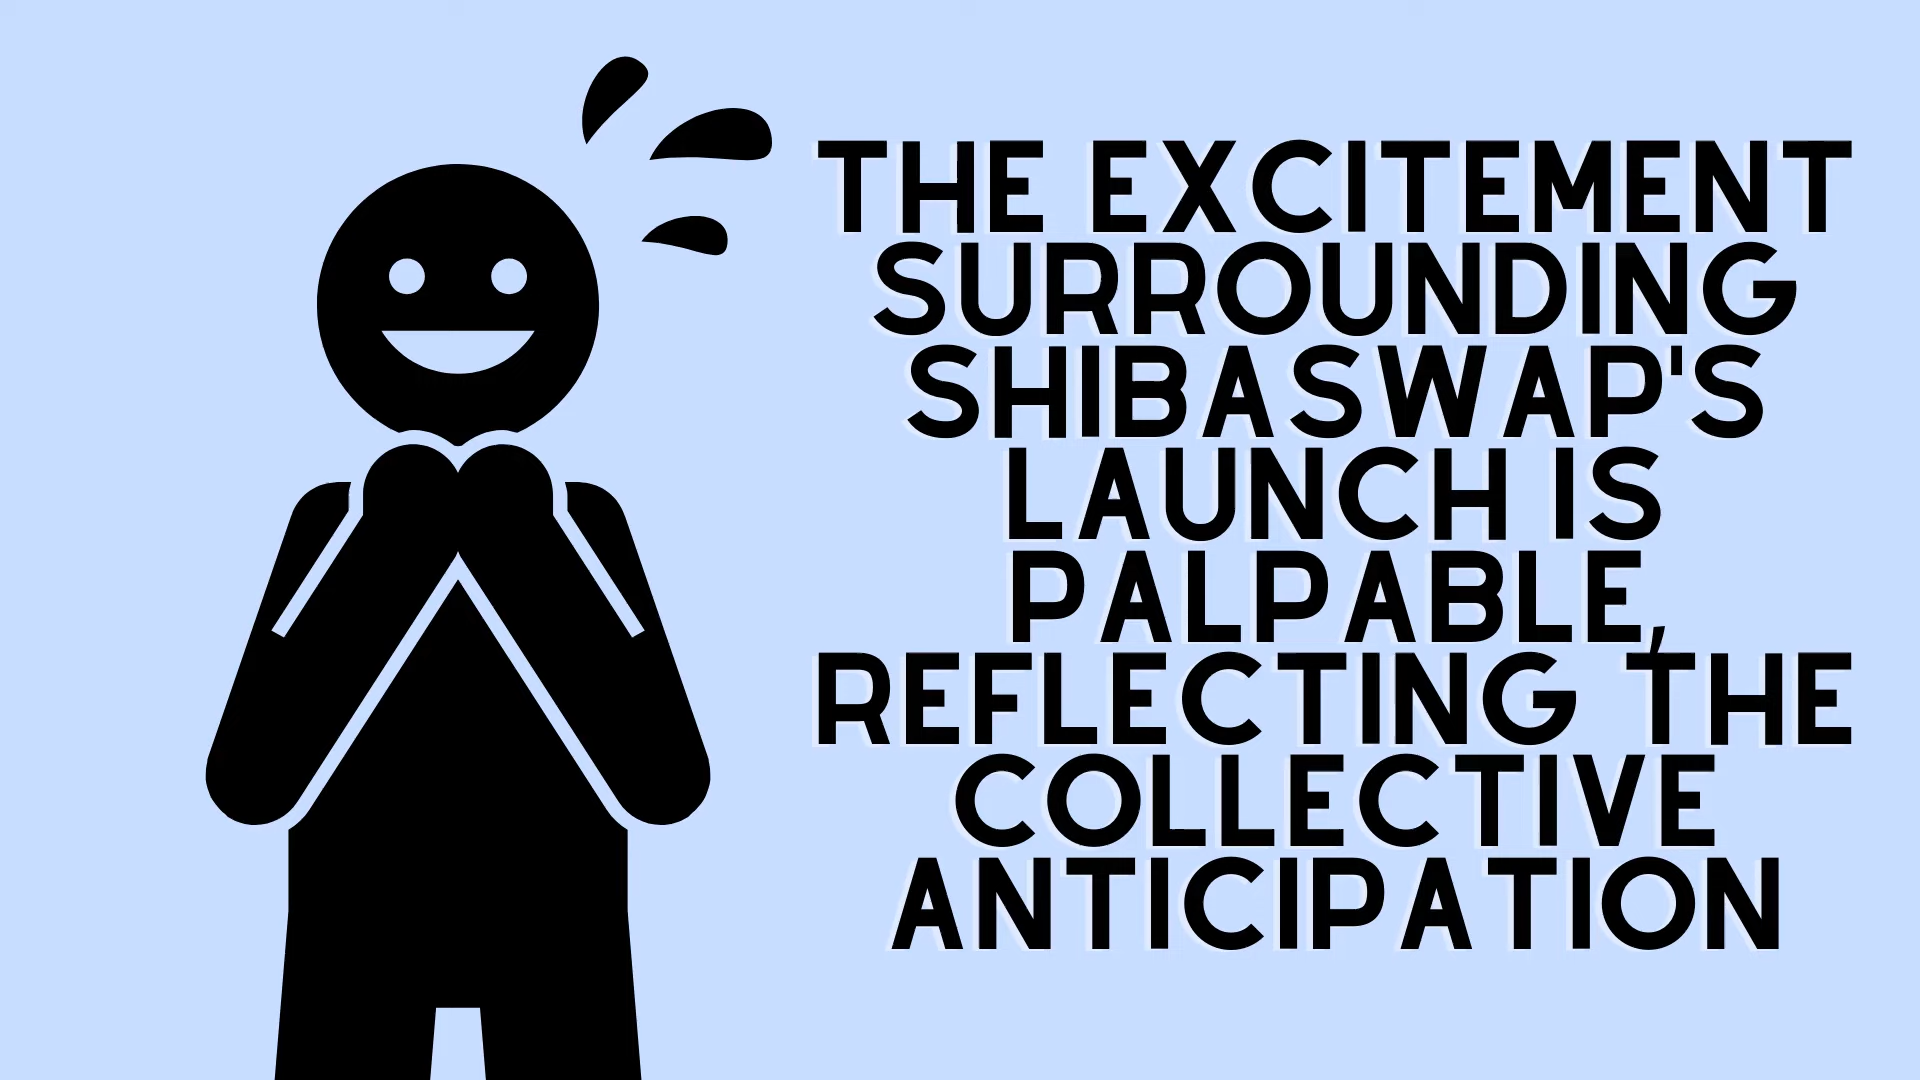 THE EXCITEMENT
SURROUNDING
SHIBASWAP'S
LAUNCH IS
PALPABLE,
REFLECTING THE
COLLECTIVE
ANTICIPATION